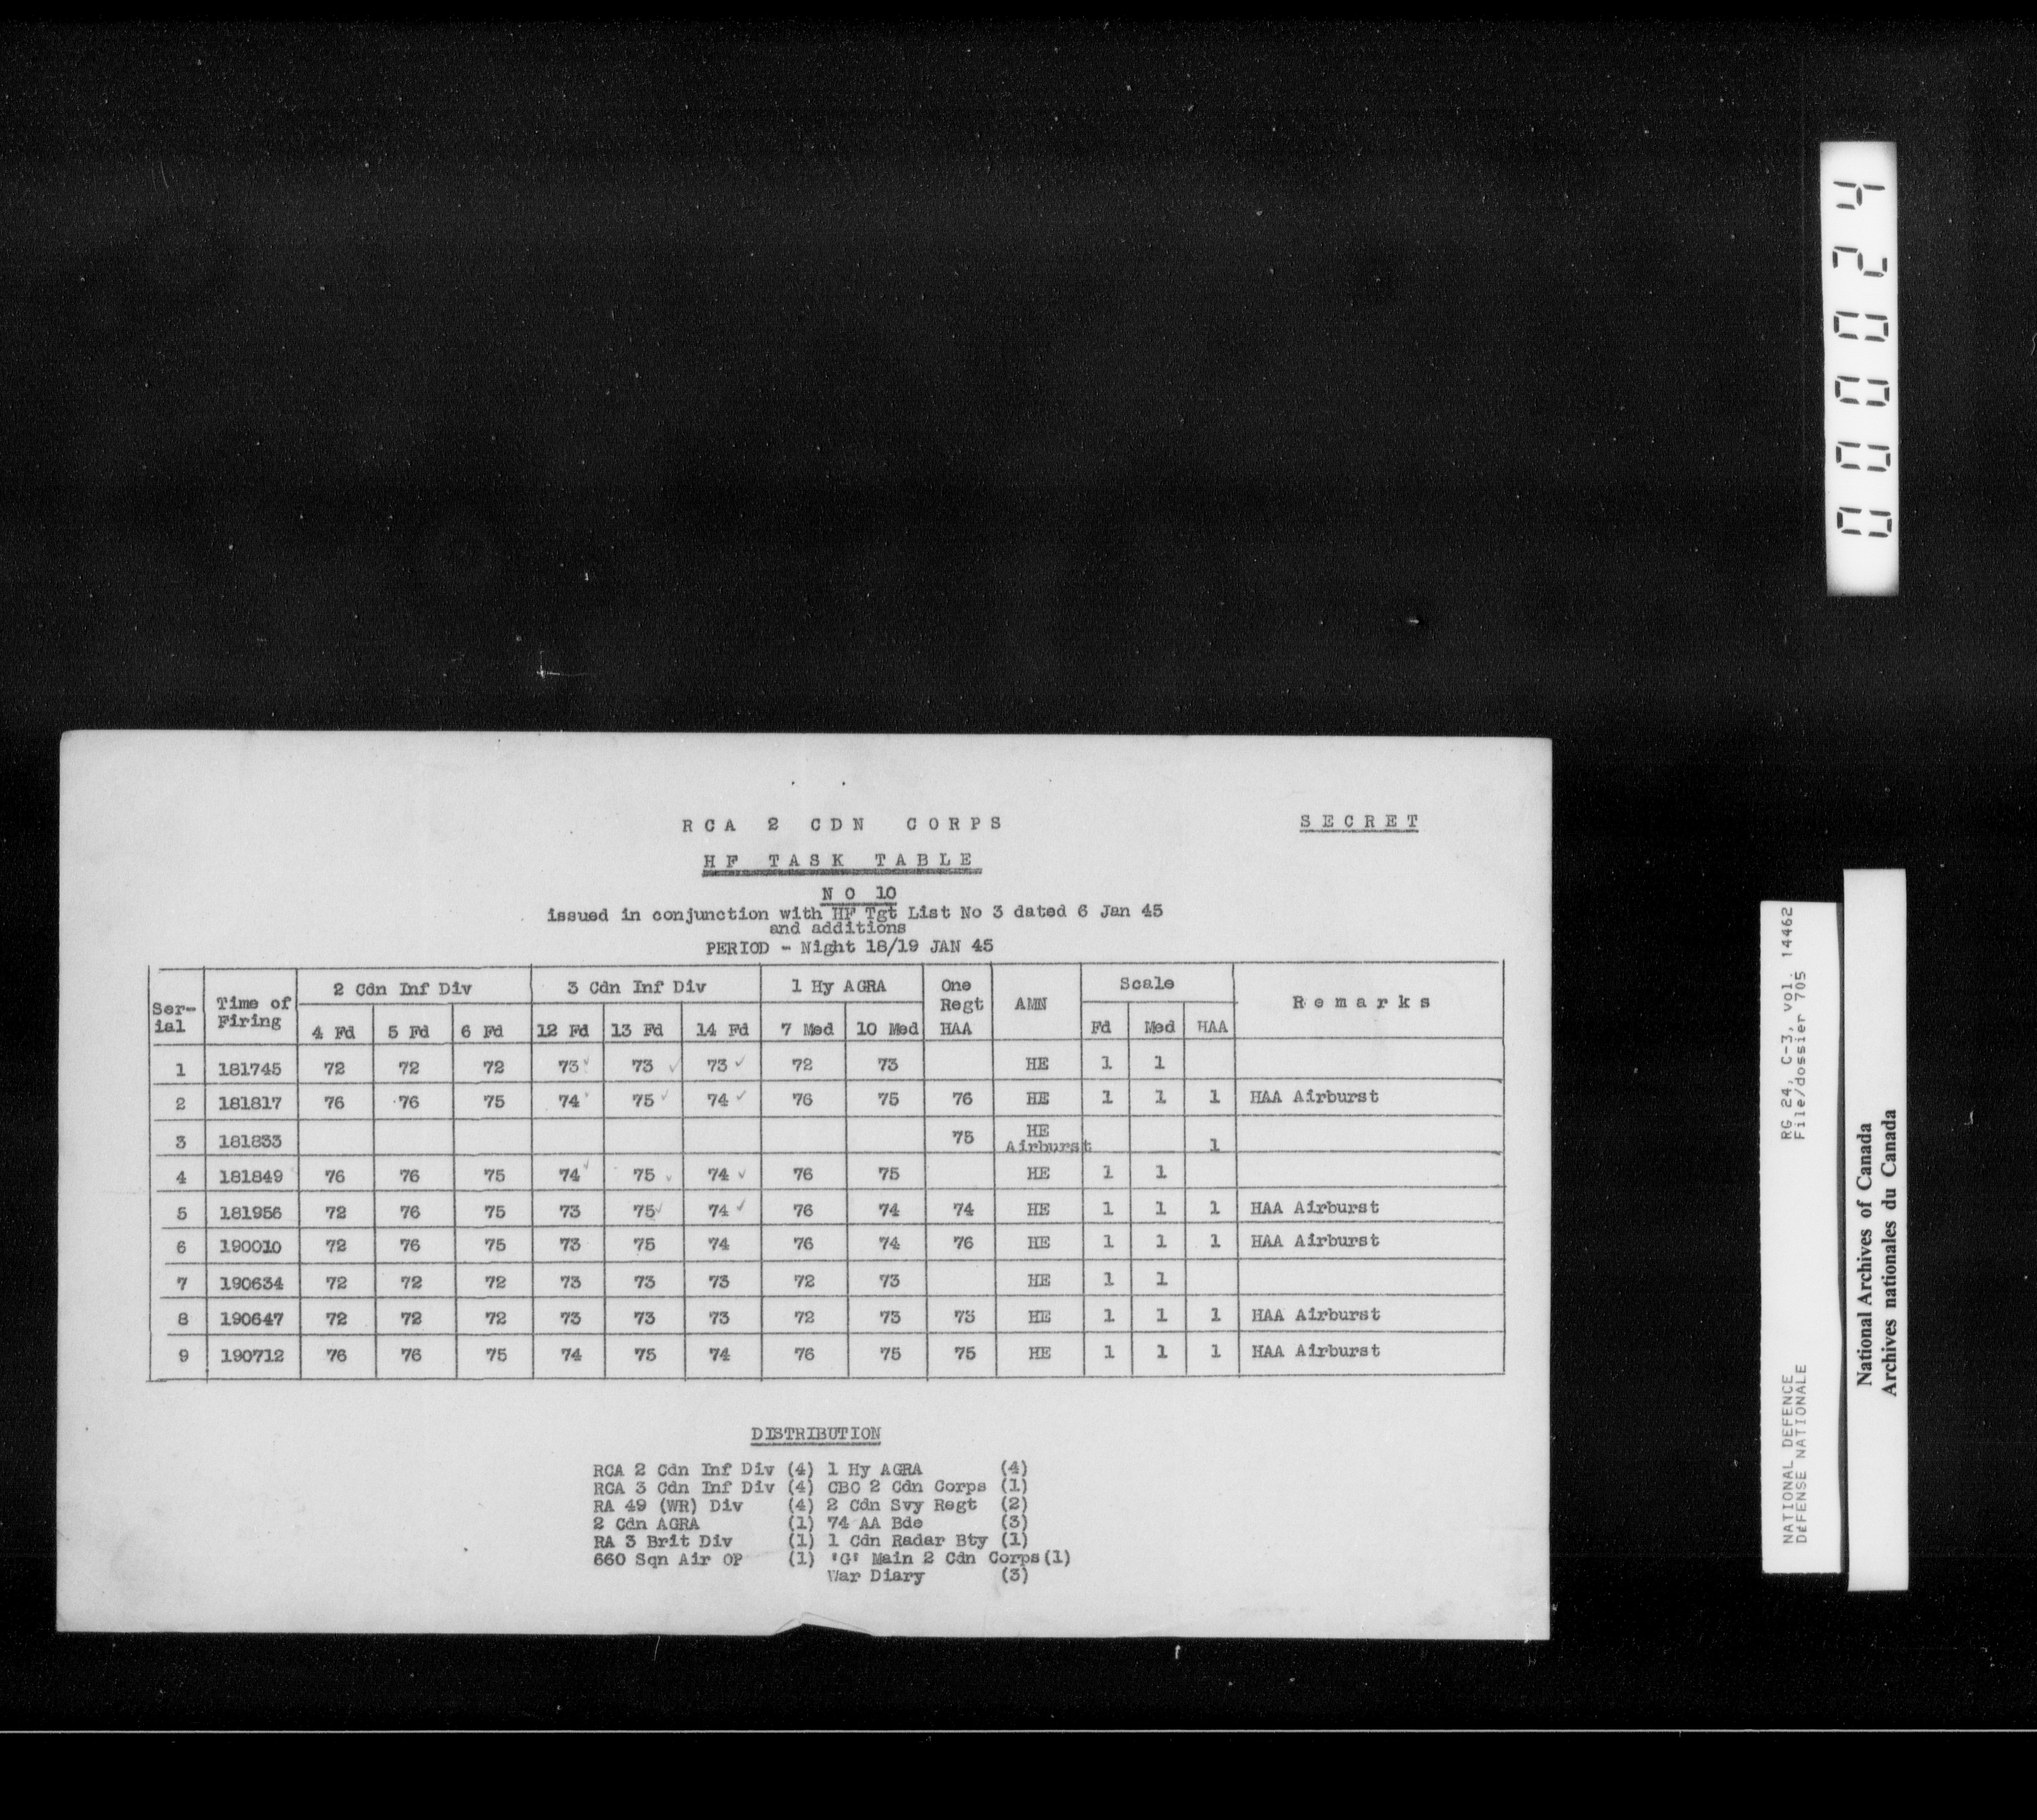 RCA 2 CDN CORPS
SECRET
HF TASK TABLE
NO 10
issued in conjunction with HF Tgt List No 3 dated 6 Jan 45
and additions
PERIOD - Night 18/19 JAN 45
Ser- Time of 2 Cdn Inf Div 3 Cdn Inf Div 1 Hy AGRA One Regt HAA AMN Scale Remarks
ial Firing 4 Fd 5 Fd 6 Fd 12 Fd 13 Fd 14 Fd 7 Med 10 Med Fd Med HAA
1 181745 72 72 72 73 ✓ 73 ✓ 73 ✓ 72 73 HE 1 1
2 181817 76 76 75 74 ✓ 75 ✓ 74 ✓ 76 75 76 HE 1 1 1 HAA Airburst
3 181833 75 HE Airburst 1
4 181849 76 76 75 74 ✓ 75 ✓ 74 ✓ 76 75 HE 1 1
5 181956 72 76 75 73 75 ✓ 74 ✓ 76 74 74 HE 1 1 1 HAA Airburst
6 190010 72 76 75 73 75 74 76 74 76 HE 1 1 1 HAA Airburst
7 190634 72 72 72 73 73 73 72 73 HE 1 1
8 190647 72 72 72 73 73 73 72 73 73 HE 1 1 1 HAA Airburst
9 190712 76 76 75 74 75 74 76 75 75 HE 1 1 1 HAA Airburst
DISTRIBUTION
RCA 2 Cdn Inf Div (4) 1 Hy AGRA (4)
RCA 3 Cdn Inf Div (4) CBO 2 Cdn Corps (1)
RA 49 (WR) Div (4) 2 Cdn Svy Regt (2)
2 Cdn AGRA (1) 74 AA Bde (3)
RA 3 Brit Div (1) 1 Cdn Radar Bty (1)
660 Sqn Air OP (1) 'G' Main 2 Cdn Corps (1)
War Diary (3)
000024
NATIONAL DEFENCE RG 24, C-3, vol. 14462
DéFENSE NATIONALE File/dossier 705
National Archives of Canada
Archives nationales du Canada